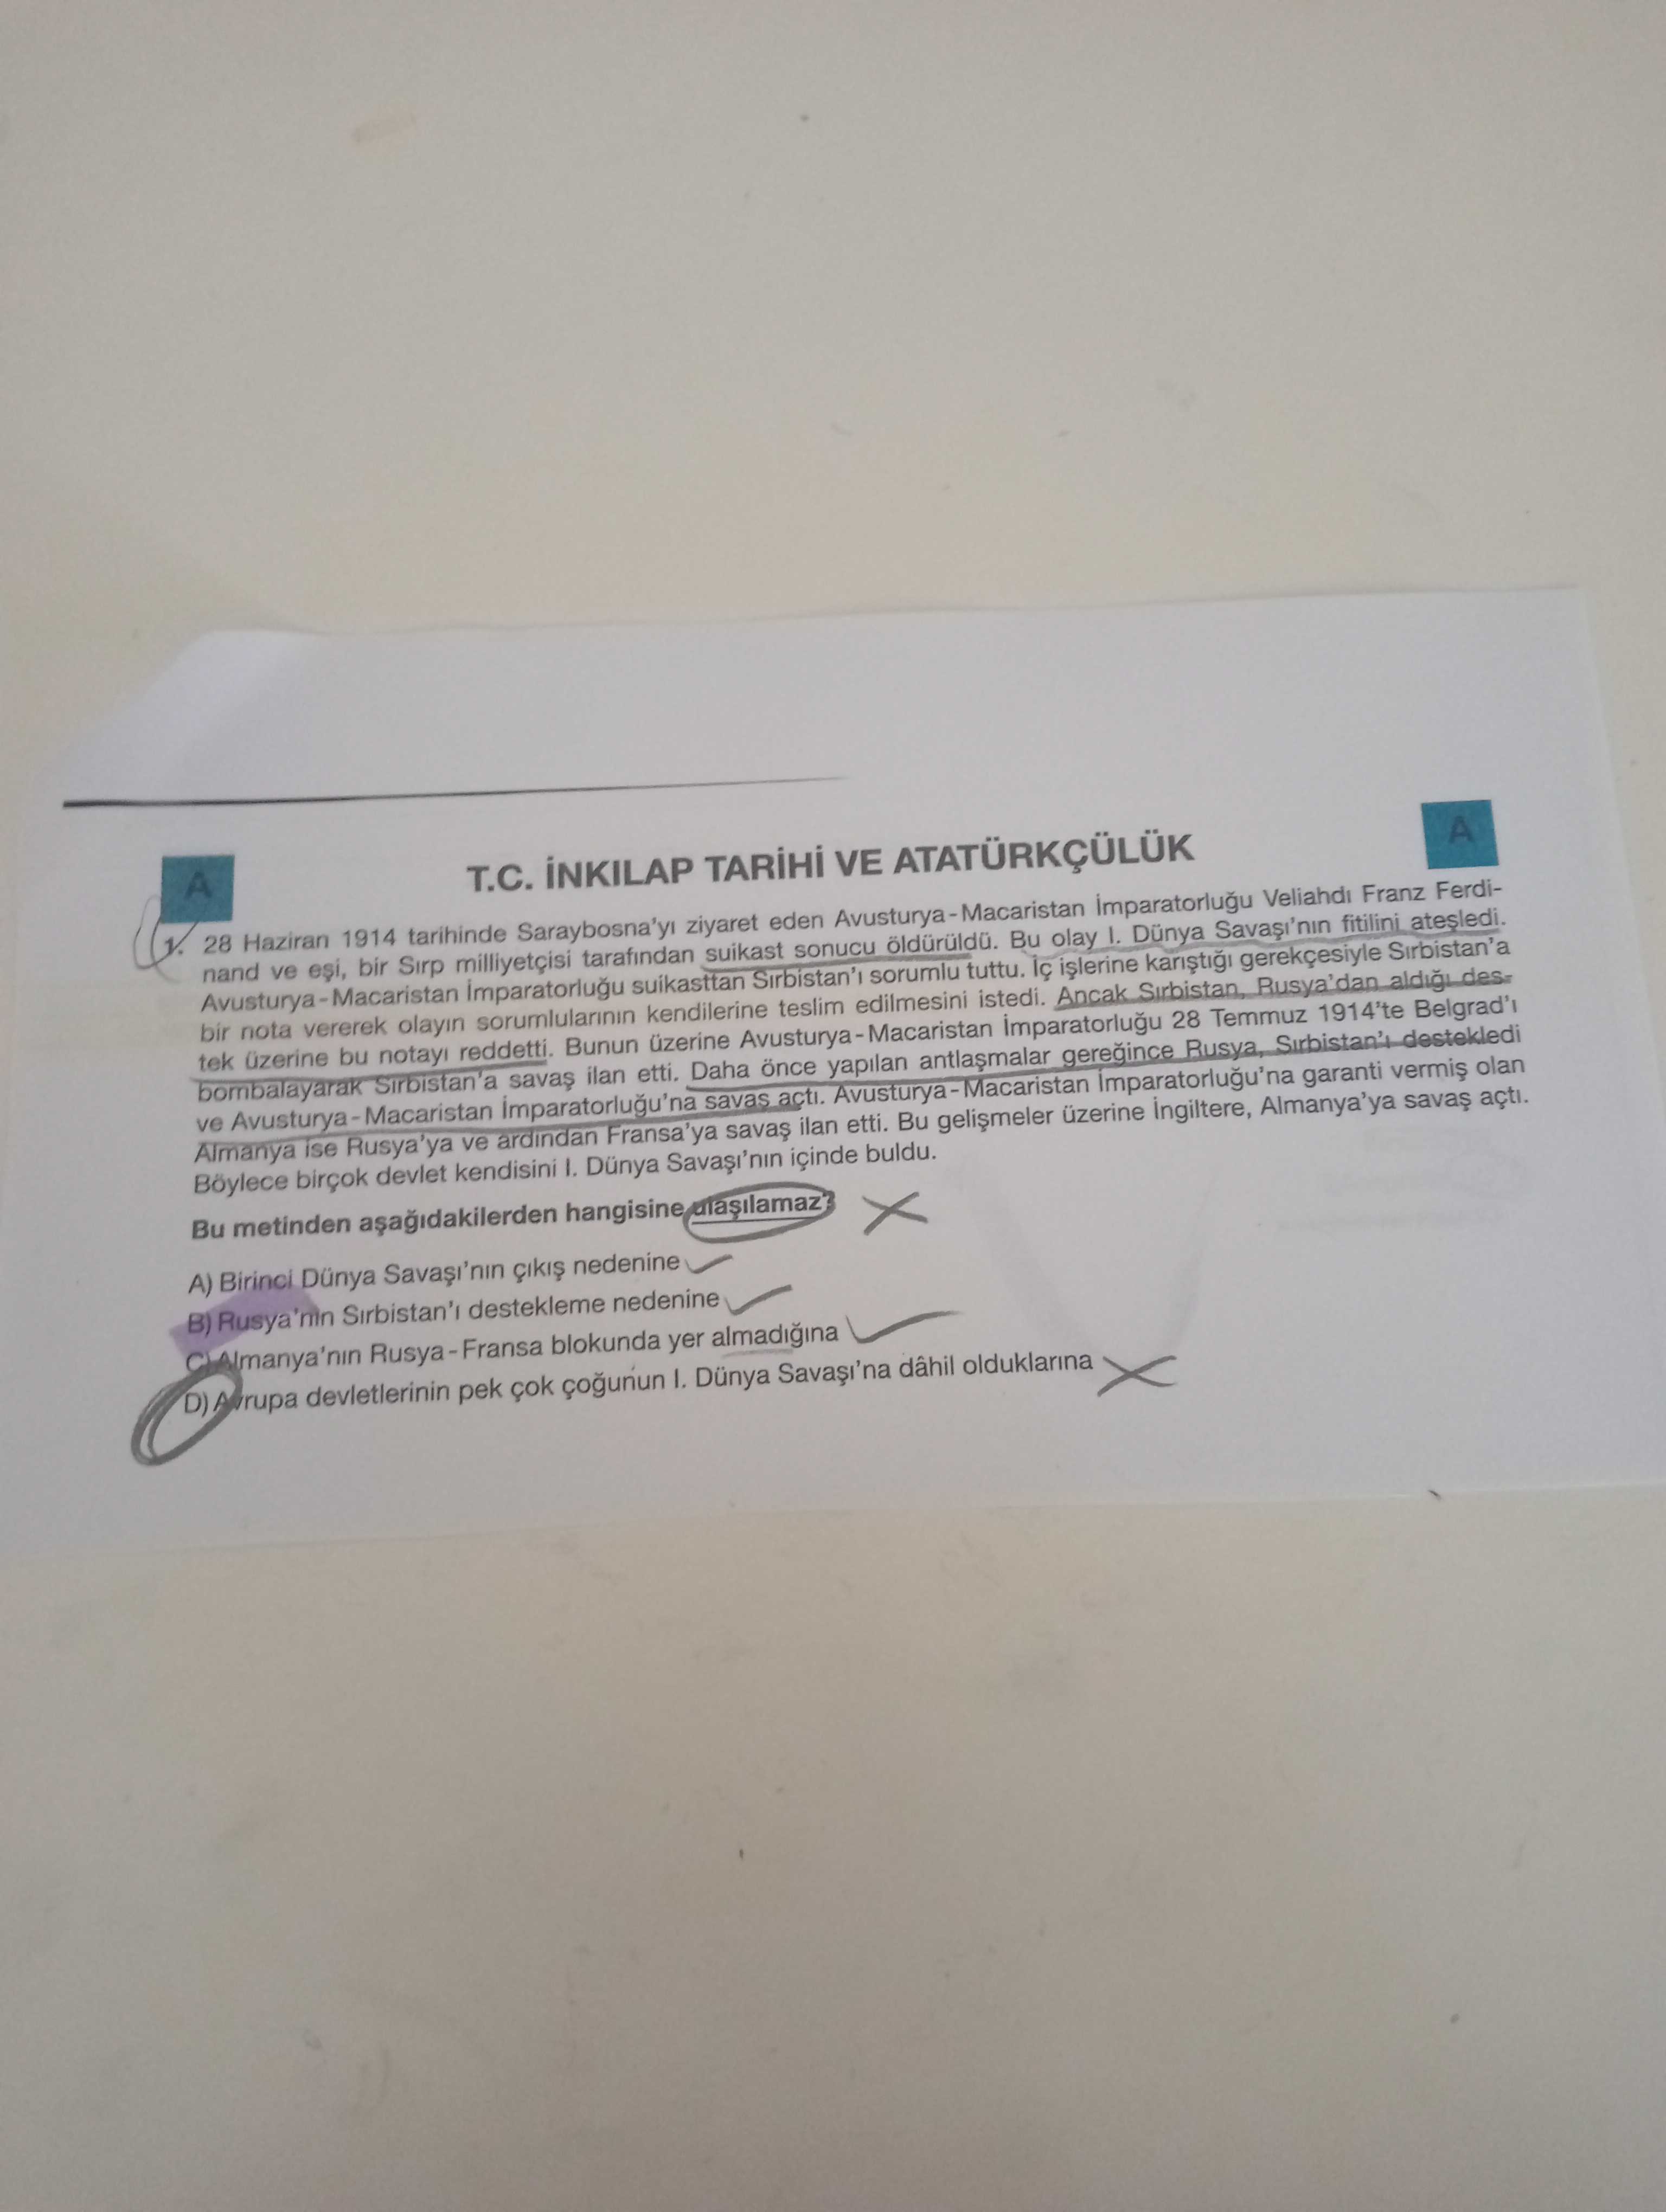 A
A
T.C. İNKILAP TARİHİ VE ATATÜRKÇÜLÜK
1. 28 Haziran 1914 tarihinde Saraybosna'yı ziyaret eden Avusturya-Macaristan İmparatorluğu Veliahdı Franz Ferdi-
nand ve eşi, bir Sırp milliyetçisi tarafından suikast sonucu öldürüldü. Bu olay I. Dünya Savaşı'nın fitilini ateşledi.
Avusturya-Macaristan İmparatorluğu suikasttan Sırbistan'ı sorumlu tuttu. İç işlerine karıştığı gerekçesiyle Sırbistan'a
bir nota vererek olayın sorumlularının kendilerine teslim edilmesini istedi. Ancak Sırbistan, Rusya'dan aldığı des-
tek üzerine bu notayı reddetti. Bunun üzerine Avusturya-Macaristan İmparatorluğu 28 Temmuz 1914'te Belgrad'ı
bombalayarak Sırbistan'a savaş ilan etti. Daha önce yapılan antlaşmalar gereğince Rusya, Sırbistan'ı destekledi
ve Avusturya-Macaristan İmparatorluğu'na savaş açtı. Avusturya-Macaristan İmparatorluğu'na garanti vermiş olan
Almanya ise Rusya'ya ve ardından Fransa'ya savaş ilan etti. Bu gelişmeler üzerine İngiltere, Almanya'ya savaş açtı.
Böylece birçok devlet kendisini I. Dünya Savaşı'nın içinde buldu.
Bu metinden aşağıdakilerden hangisine ulaşılamaz?
A) Birinci Dünya Savaşı'nın çıkış nedenine
B) Rusya'nın Sırbistan'ı destekleme nedenine
C) Almanya'nın Rusya-Fransa blokunda yer almadığına
D) Avrupa devletlerinin pek çok çoğunun I. Dünya Savaşı'na dâhil olduklarına